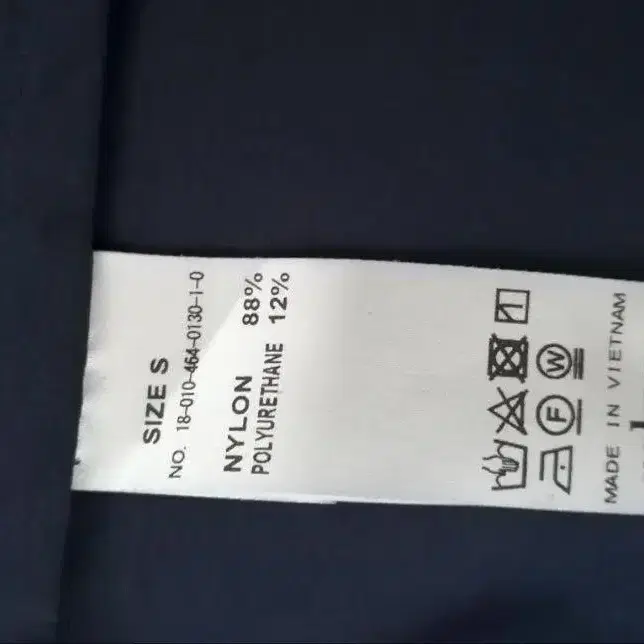 SIZE S
NO. 18-010-464-0130-1-0
NYLON 88%
POLYURETHANE 12%
F W
MADE IN VIETNAM